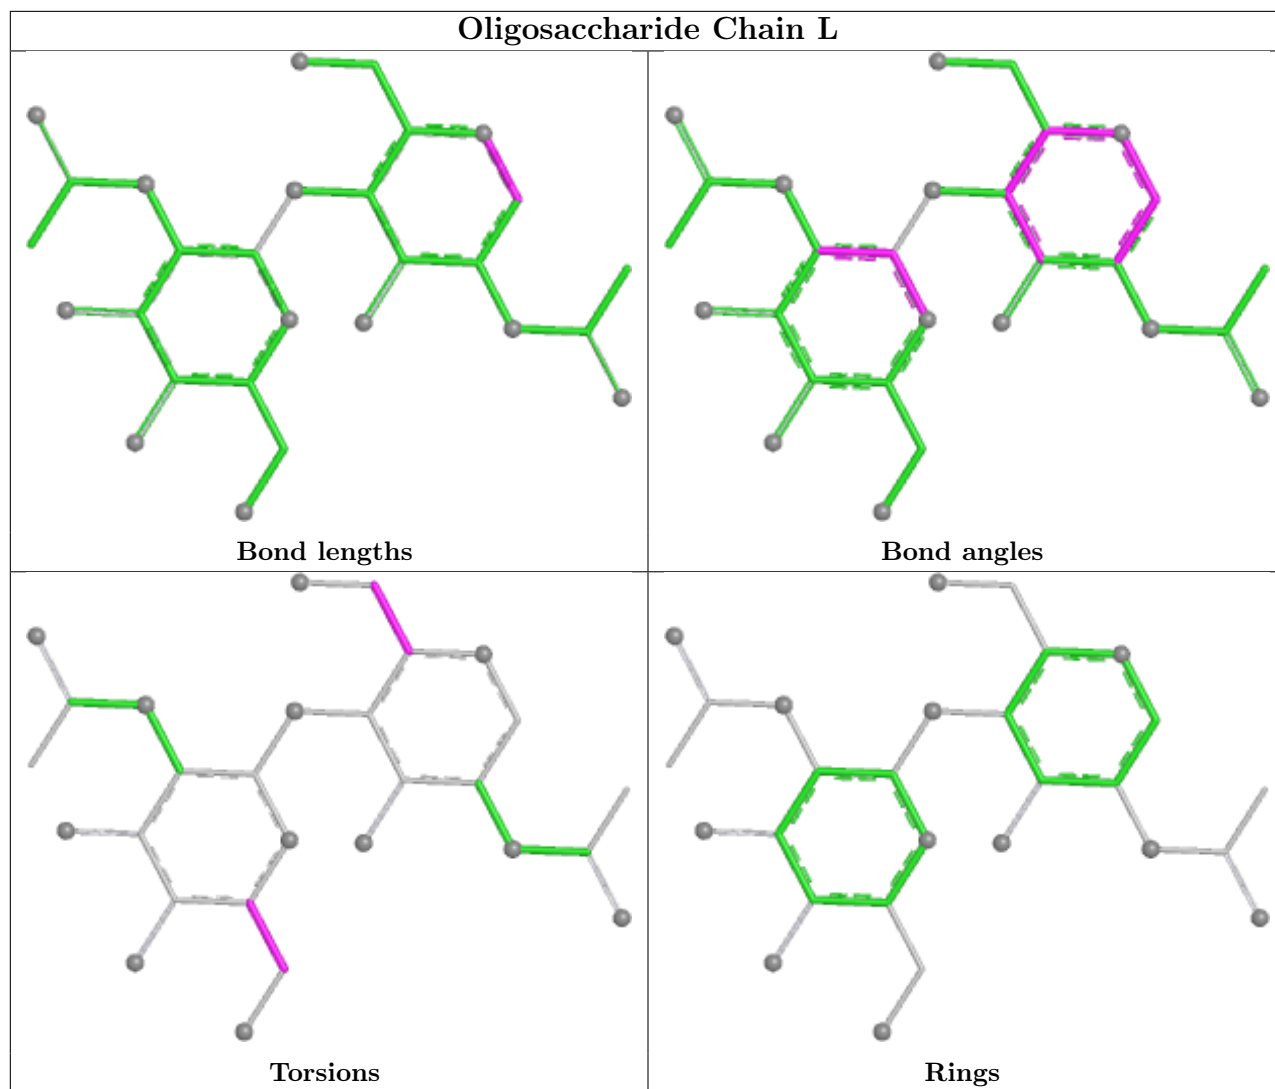 Oligosaccharide Chain L
Bond lengths
Bond angles
Torsions
Rings